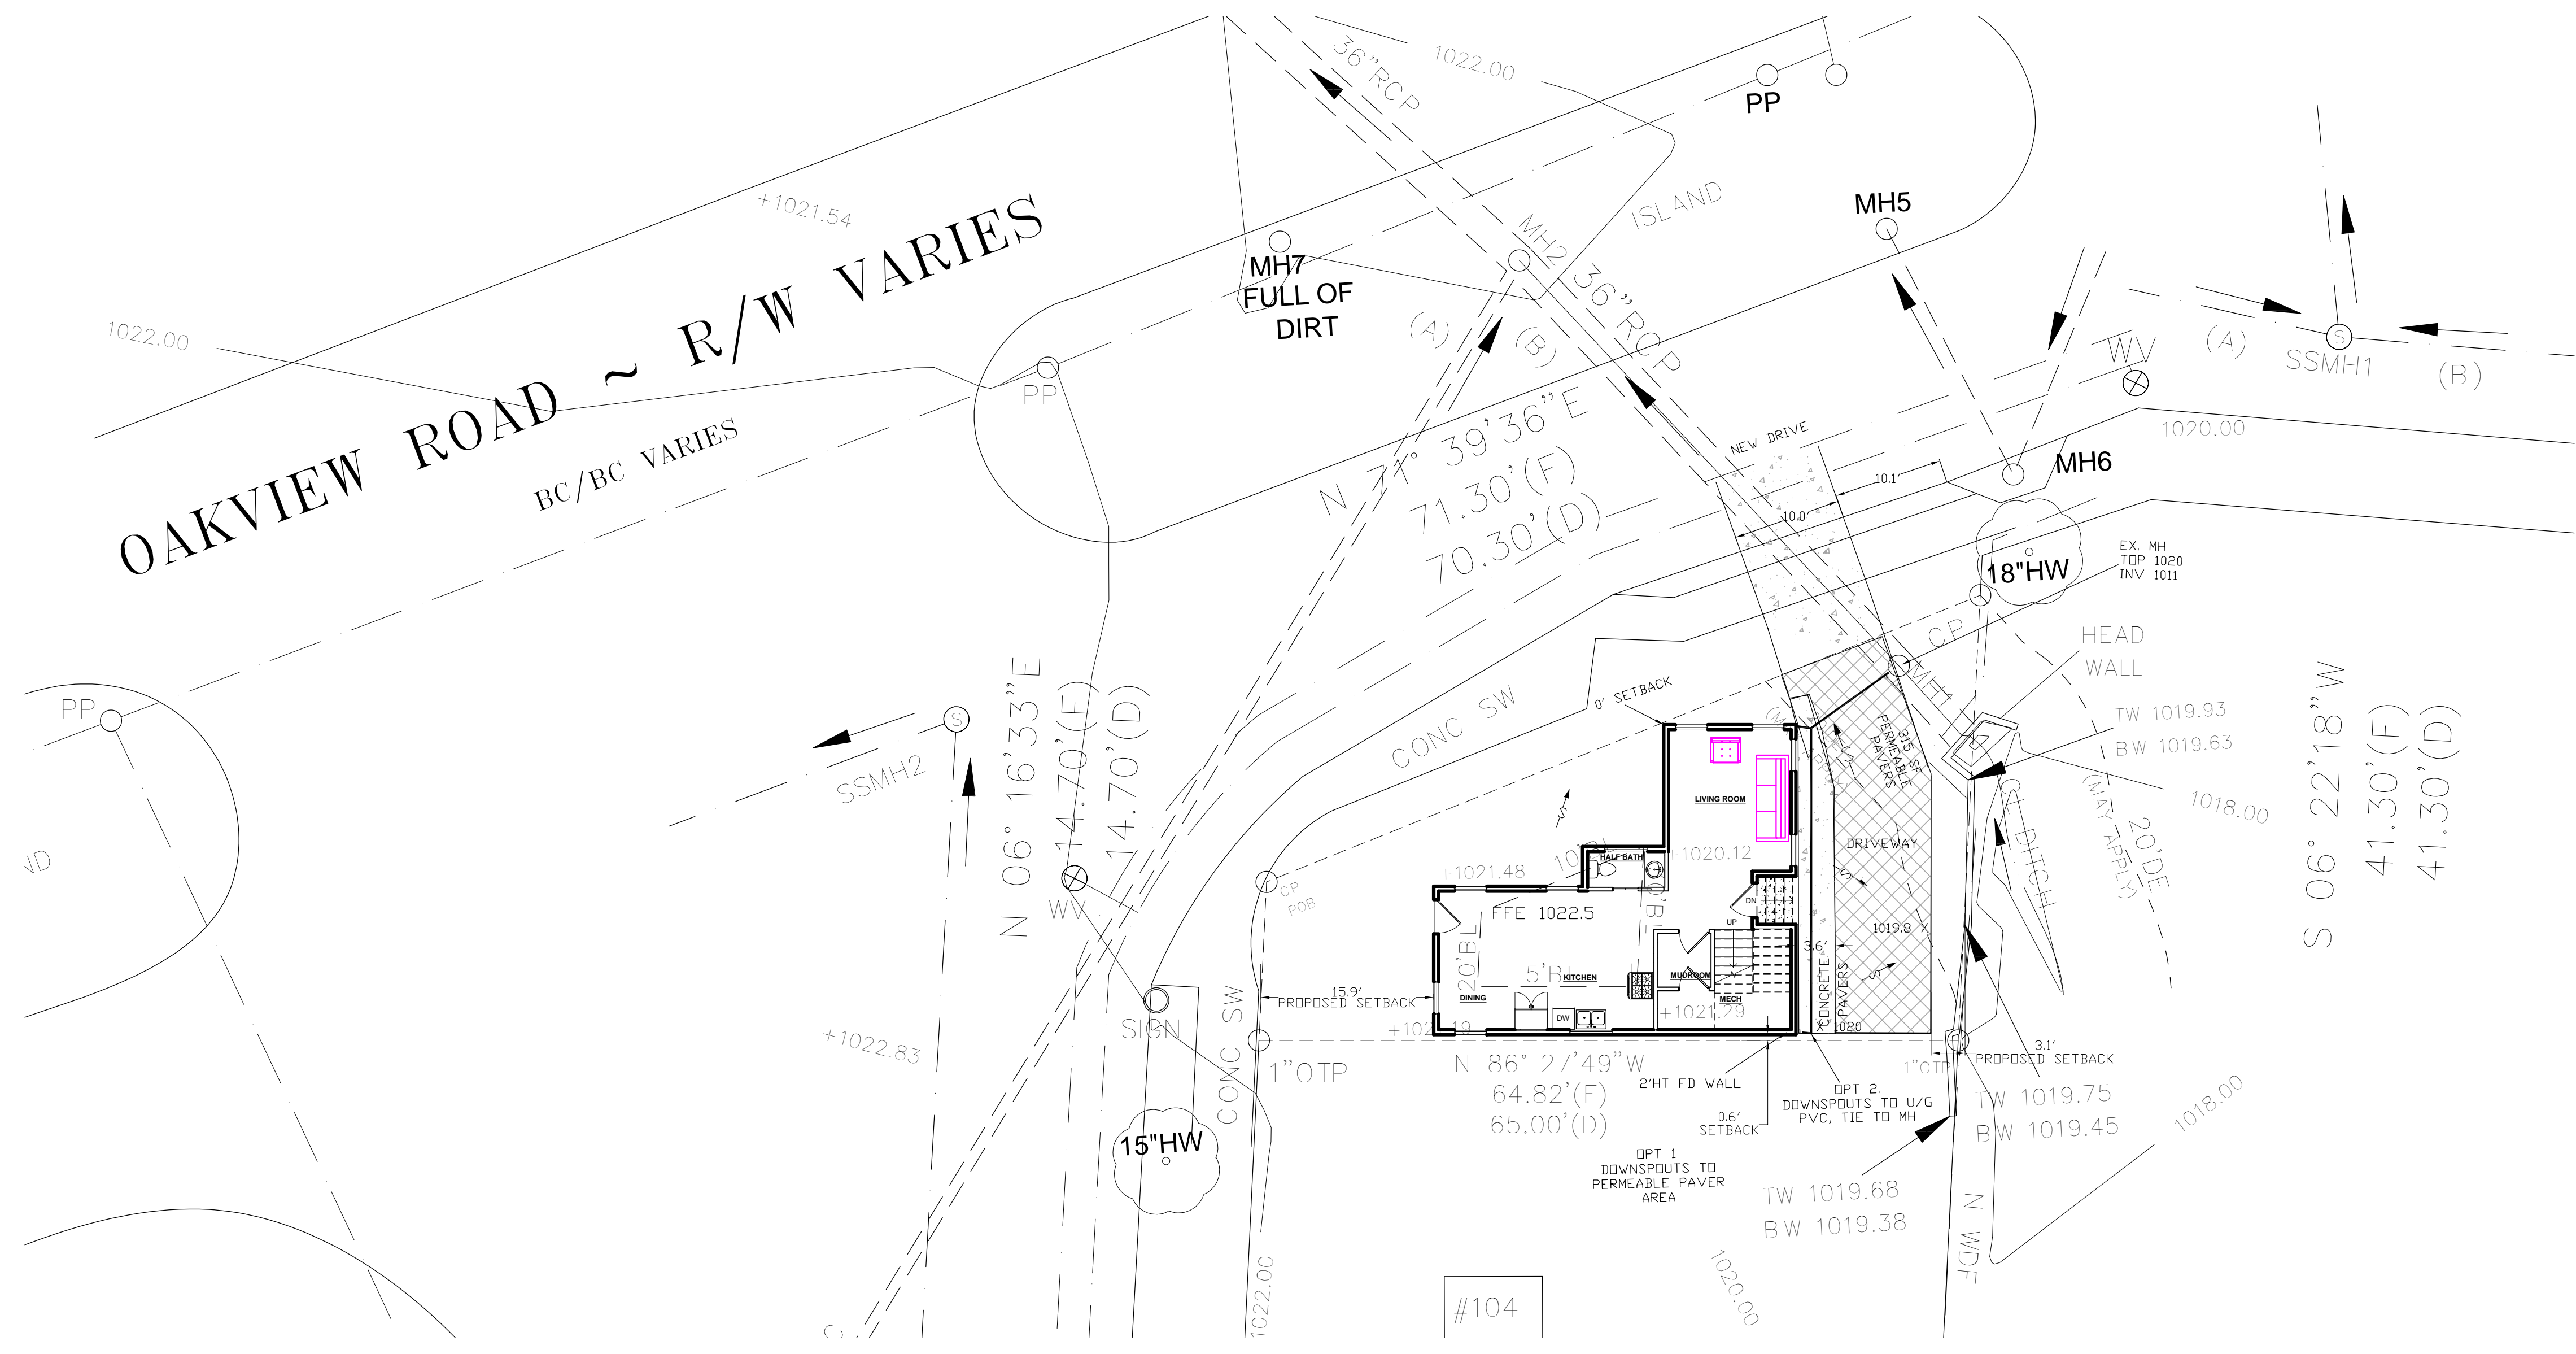 36"RCP
1022.00
PP
+1021.54
ISLAND
MH5
OAKVIEW ROAD ~ R/W VARIES
BC/BC VARIES
1022.00
MH7
FULL OF
DIRT
MH2
36"RCP
(A)
(B)
PP
WV
(A)
SSMH1
(B)
1020.00
N 71° 39'36"E
71.30'(F)
70.30'(D)
NEW DRIVE
10.1'
10.0'
MH6
18"HW
EX. MH
TOP 1020
INV 1011
CP
MH1
HEAD
WALL
TW 1019.93
BW 1019.63
1018.00
S 06° 22'18"W
41.30'(F)
41.30'(D)
20'DE
(MAY APPLY)
CL DITCH
PP
SSMH2
N 06° 16'33"E
14.70'(F)
14.70'(D)
WV
CONC SW
0' SETBACK
315 SF
PERMEABLE
PAVERS
LIVING ROOM
DRIVEWAY
S
S
S
HALF BATH
+1020.12
+1021.48
CP
POB
FFE 1022.5
DN
UP
1019.8
3.6'
20'BL
5'BL
KITCHEN
MUDROOM
DINING
MECH
DW
+1021.29
CONCRETE
PAVERS
X 1020
15.9'
PROPOSED SETBACK
SIGN
CONC SW
1"OTP
+1022.83
N 86° 27'49"W
64.82'(F)
65.00'(D)
2'HT FD WALL
0.6'
SETBACK
OPT 2.
DOWNSPOUTS TO U/G
PVC, TIE TO MH
1"OTP
3.1'
PROPOSED SETBACK
TW 1019.75
BW 1019.45
1018.00
15"HW
OPT 1
DOWNSPOUTS TO
PERMEABLE PAVER
AREA
TW 1019.68
BW 1019.38
N WDF
1022.00
#104
1020.00